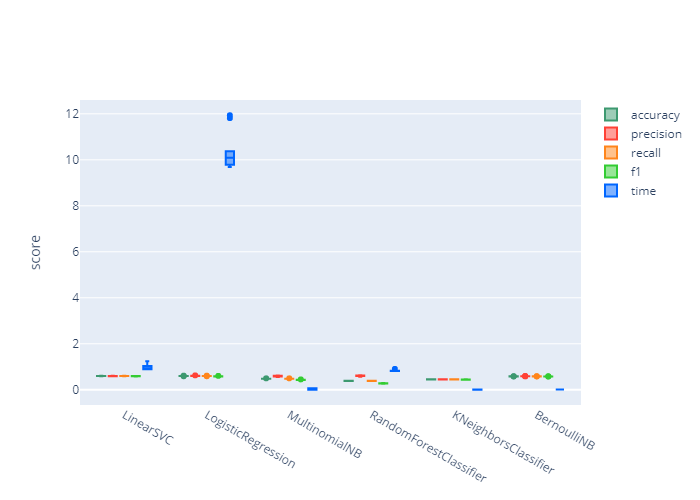 accuracy
precision
recall
f1
time
score
12
10
8
6
4
2
0
LinearSVC
LogisticRegression
MultinomialNB
RandomForestClassifier
KNeighborsClassifier
BernoulliNB